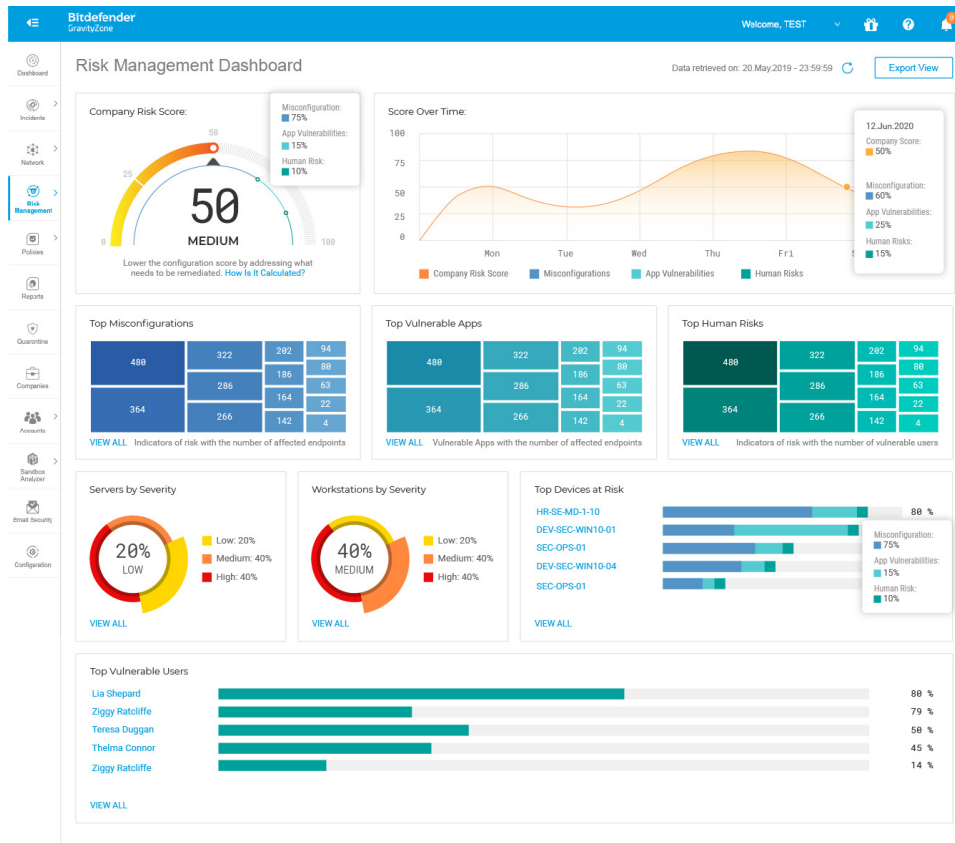 Bitdefender
GravityZone
Welcome, TEST
Dashboard
Incidents
Network
Risk
Management
Policies
Reports
Quarantine
Companies
Accounts
Sandbox
Analyzer
Email Security
Configuration
Risk Management Dashboard
Data retrieved on: 20.May.2019 - 23:59:59
Export View
Company Risk Score:
Misconfiguration:
75%
App Vulnerabilities:
15%
Human Risk:
10%
0
25
50
100
50
MEDIUM
Lower the configuration score by addressing what
needs to be remediated. How Is It Calculated?
Score Over Time:
100
75
50
25
0
Mon Tue Wed Thu Fri
Company Risk Score Misconfigurations App Vulnerabilities Human Risks
12.Jun.2020
Company Score:
50%
Misconfiguration:
60%
App Vulnerabilities:
25%
Human Risks:
15%
Top Misconfigurations
480 322 202 94
80
186
286 63
164
364 22
266 142 4
VIEW ALL Indicators of risk with the number of affected endpoints
Top Vulnerable Apps
480 322 202 94
80
186
286 63
164
364 22
266 142 4
VIEW ALL Vulnerable Apps with the number of affected endpoints
Top Human Risks
480 322 202 94
80
186
286 63
164
364 22
266 142 4
VIEW ALL Indicators of risk with the number of vulnerable users
Servers by Severity
20%
LOW
Low: 20%
Medium: 40%
High: 40%
VIEW ALL
Workstations by Severity
40%
MEDIUM
Low: 20%
Medium: 40%
High: 40%
VIEW ALL
Top Devices at Risk
HR-SE-MD-1-10 80 %
DEV-SEC-WIN10-01
SEC-OPS-01
DEV-SEC-WIN10-04
SEC-OPS-01
Misconfiguration:
75%
App Vulnerabilities:
15%
Human Risk:
10%
VIEW ALL
Top Vulnerable Users
Lia Shepard 80 %
Ziggy Ratcliffe 79 %
Teresa Duggan 50 %
Thelma Connor 45 %
Ziggy Ratcliffe 14 %
VIEW ALL